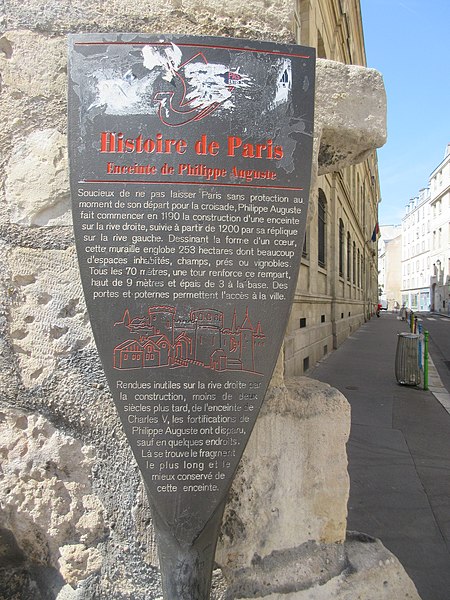 Histoire de Paris
Enceinte de Philippe Auguste
Soucieux de ne pas laisser Paris sans protection au
moment de son départ pour la croisade, Philippe Auguste
fait commencer en 1190 la construction d'une enceinte
sur la rive droite, suivie à partir de 1200 par sa réplique
sur la rive gauche. Dessinant la forme d'un cœur,
cette muraille englobe 253 hectares dont beaucoup
d'espaces inhabités, champs, prés ou vignobles.
Tous les 70 mètres, une tour renforce ce rempart,
haut de 9 mètres et épais de 3 à la base. Des
portes et poternes permettent l'accès à la ville.
Rendues inutiles sur la rive droite par
la construction, moins de deux
siècles plus tard, de l'enceinte de
Charles V, les fortifications de
Philippe Auguste ont disparu,
sauf en quelques endroits.
Là se trouve le fragment
le plus long et le
mieux conservé de
cette enceinte.